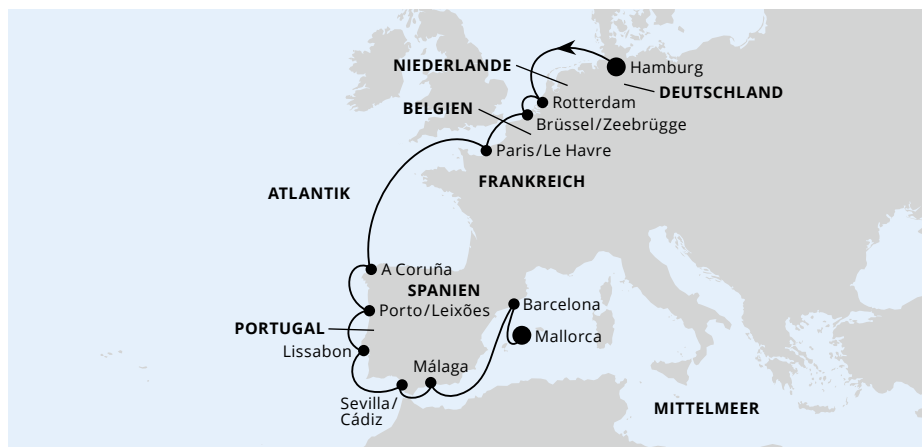 NIEDERLANDE
Hamburg
DEUTSCHLAND
BELGIEN
Rotterdam
Brüssel/Zeebrügge
Paris/Le Havre
FRANKREICH
ATLANTIK
A Coruña
SPANIEN
Porto/Leixões
Barcelona
PORTUGAL
Mallorca
Lissabon
Málaga
Sevilla/
Cádiz
MITTELMEER